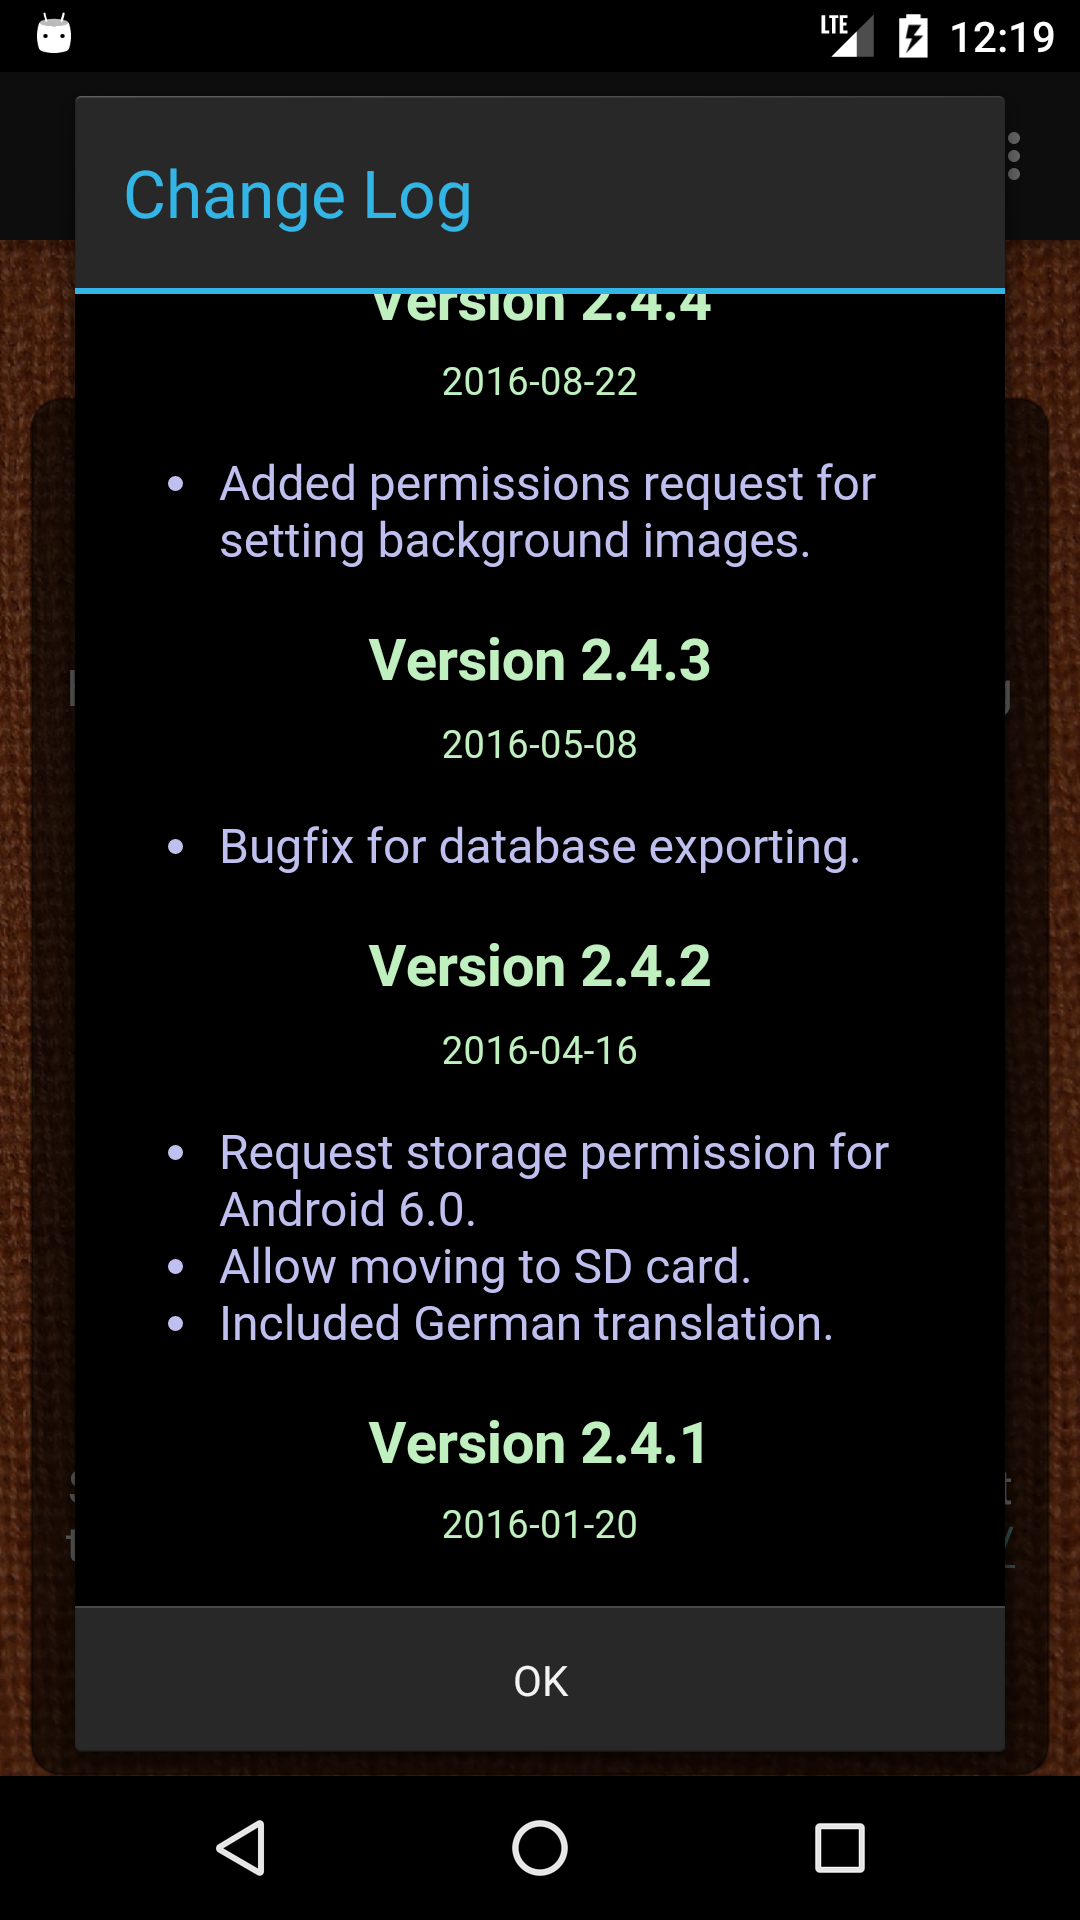 LTE 12:19
Change Log
Version 2.4.4
2016-08-22
• Added permissions request for
setting background images.
Version 2.4.3
2016-05-08
• Bugfix for database exporting.
Version 2.4.2
2016-04-16
• Request storage permission for
Android 6.0.
• Allow moving to SD card.
• Included German translation.
Version 2.4.1
2016-01-20
OK